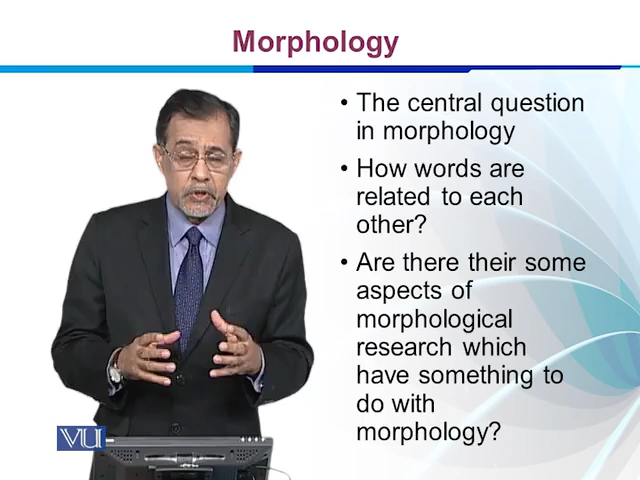 Morphology
• The central question
in morphology
• How words are
related to each
other?
• Are there their some
aspects of
morphological
research which
have something to
do with
morphology?
VU